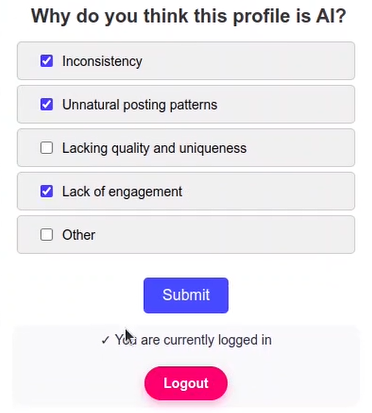 Why do you think this profile is AI?
Inconsistency
Unnatural posting patterns
Lacking quality and uniqueness
Lack of engagement
Other
Submit
✓ You are currently logged in
Logout